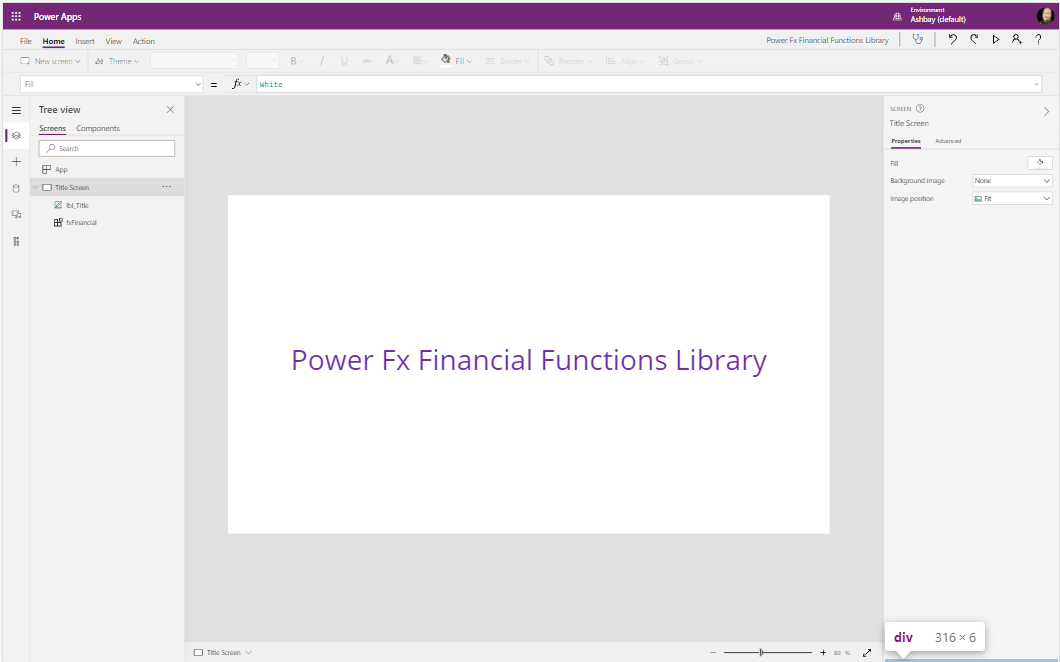 Power Apps
Environment
Ashbay (default)
File Home Insert View Action
Power Fx Financial Functions Library
New screen Theme B I U A Fill Border Reorder Align Group
Fill = fx White
Tree view
Screens Components
Search
App
Title Screen
lbl_Title
fxFinancial
Power Fx Financial Functions Library
SCREEN
Title Screen
Properties Advanced
Fill
Background image None
Image position Fit
Title Screen
80 %
div 316 × 6